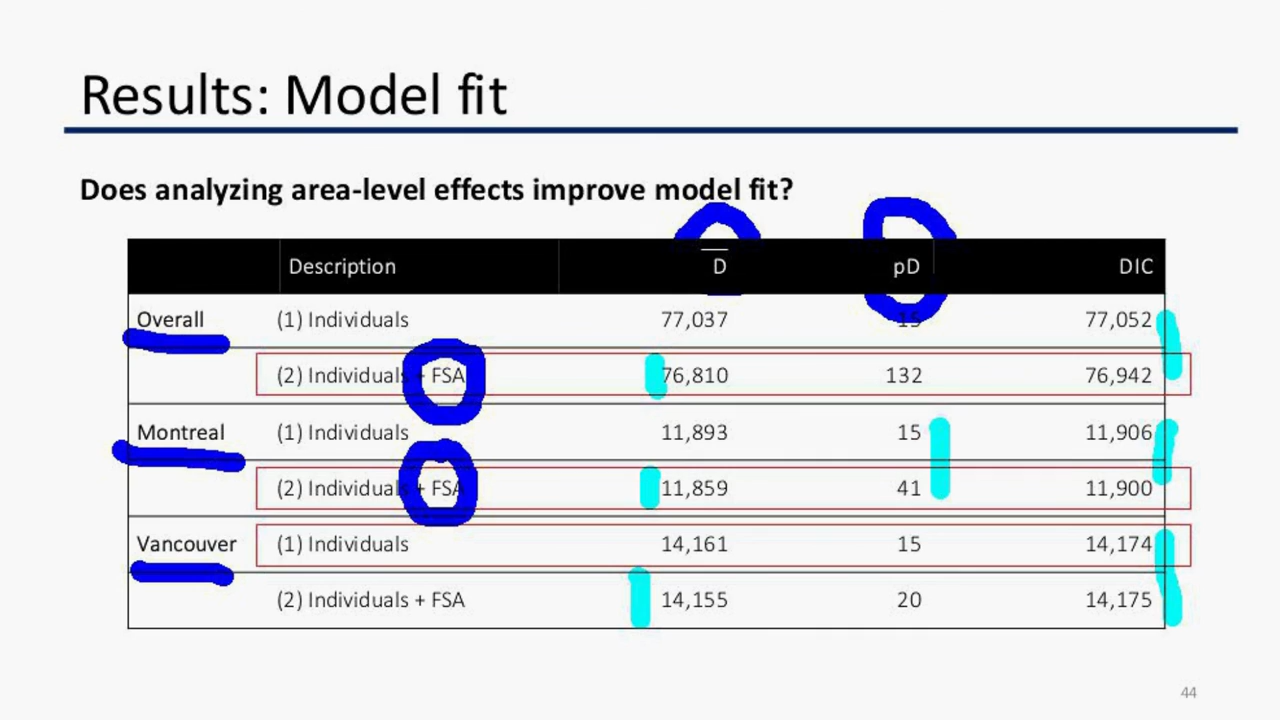 Results: Model fit
Does analyzing area-level effects improve model fit?
Description D pD DIC
Overall (1) Individuals 77,037 15 77,052
(2) Individuals + FSA 76,810 132 76,942
Montreal (1) Individuals 11,893 15 11,906
(2) Individuals + FSA 11,859 41 11,900
Vancouver (1) Individuals 14,161 15 14,174
(2) Individuals + FSA 14,155 20 14,175
44